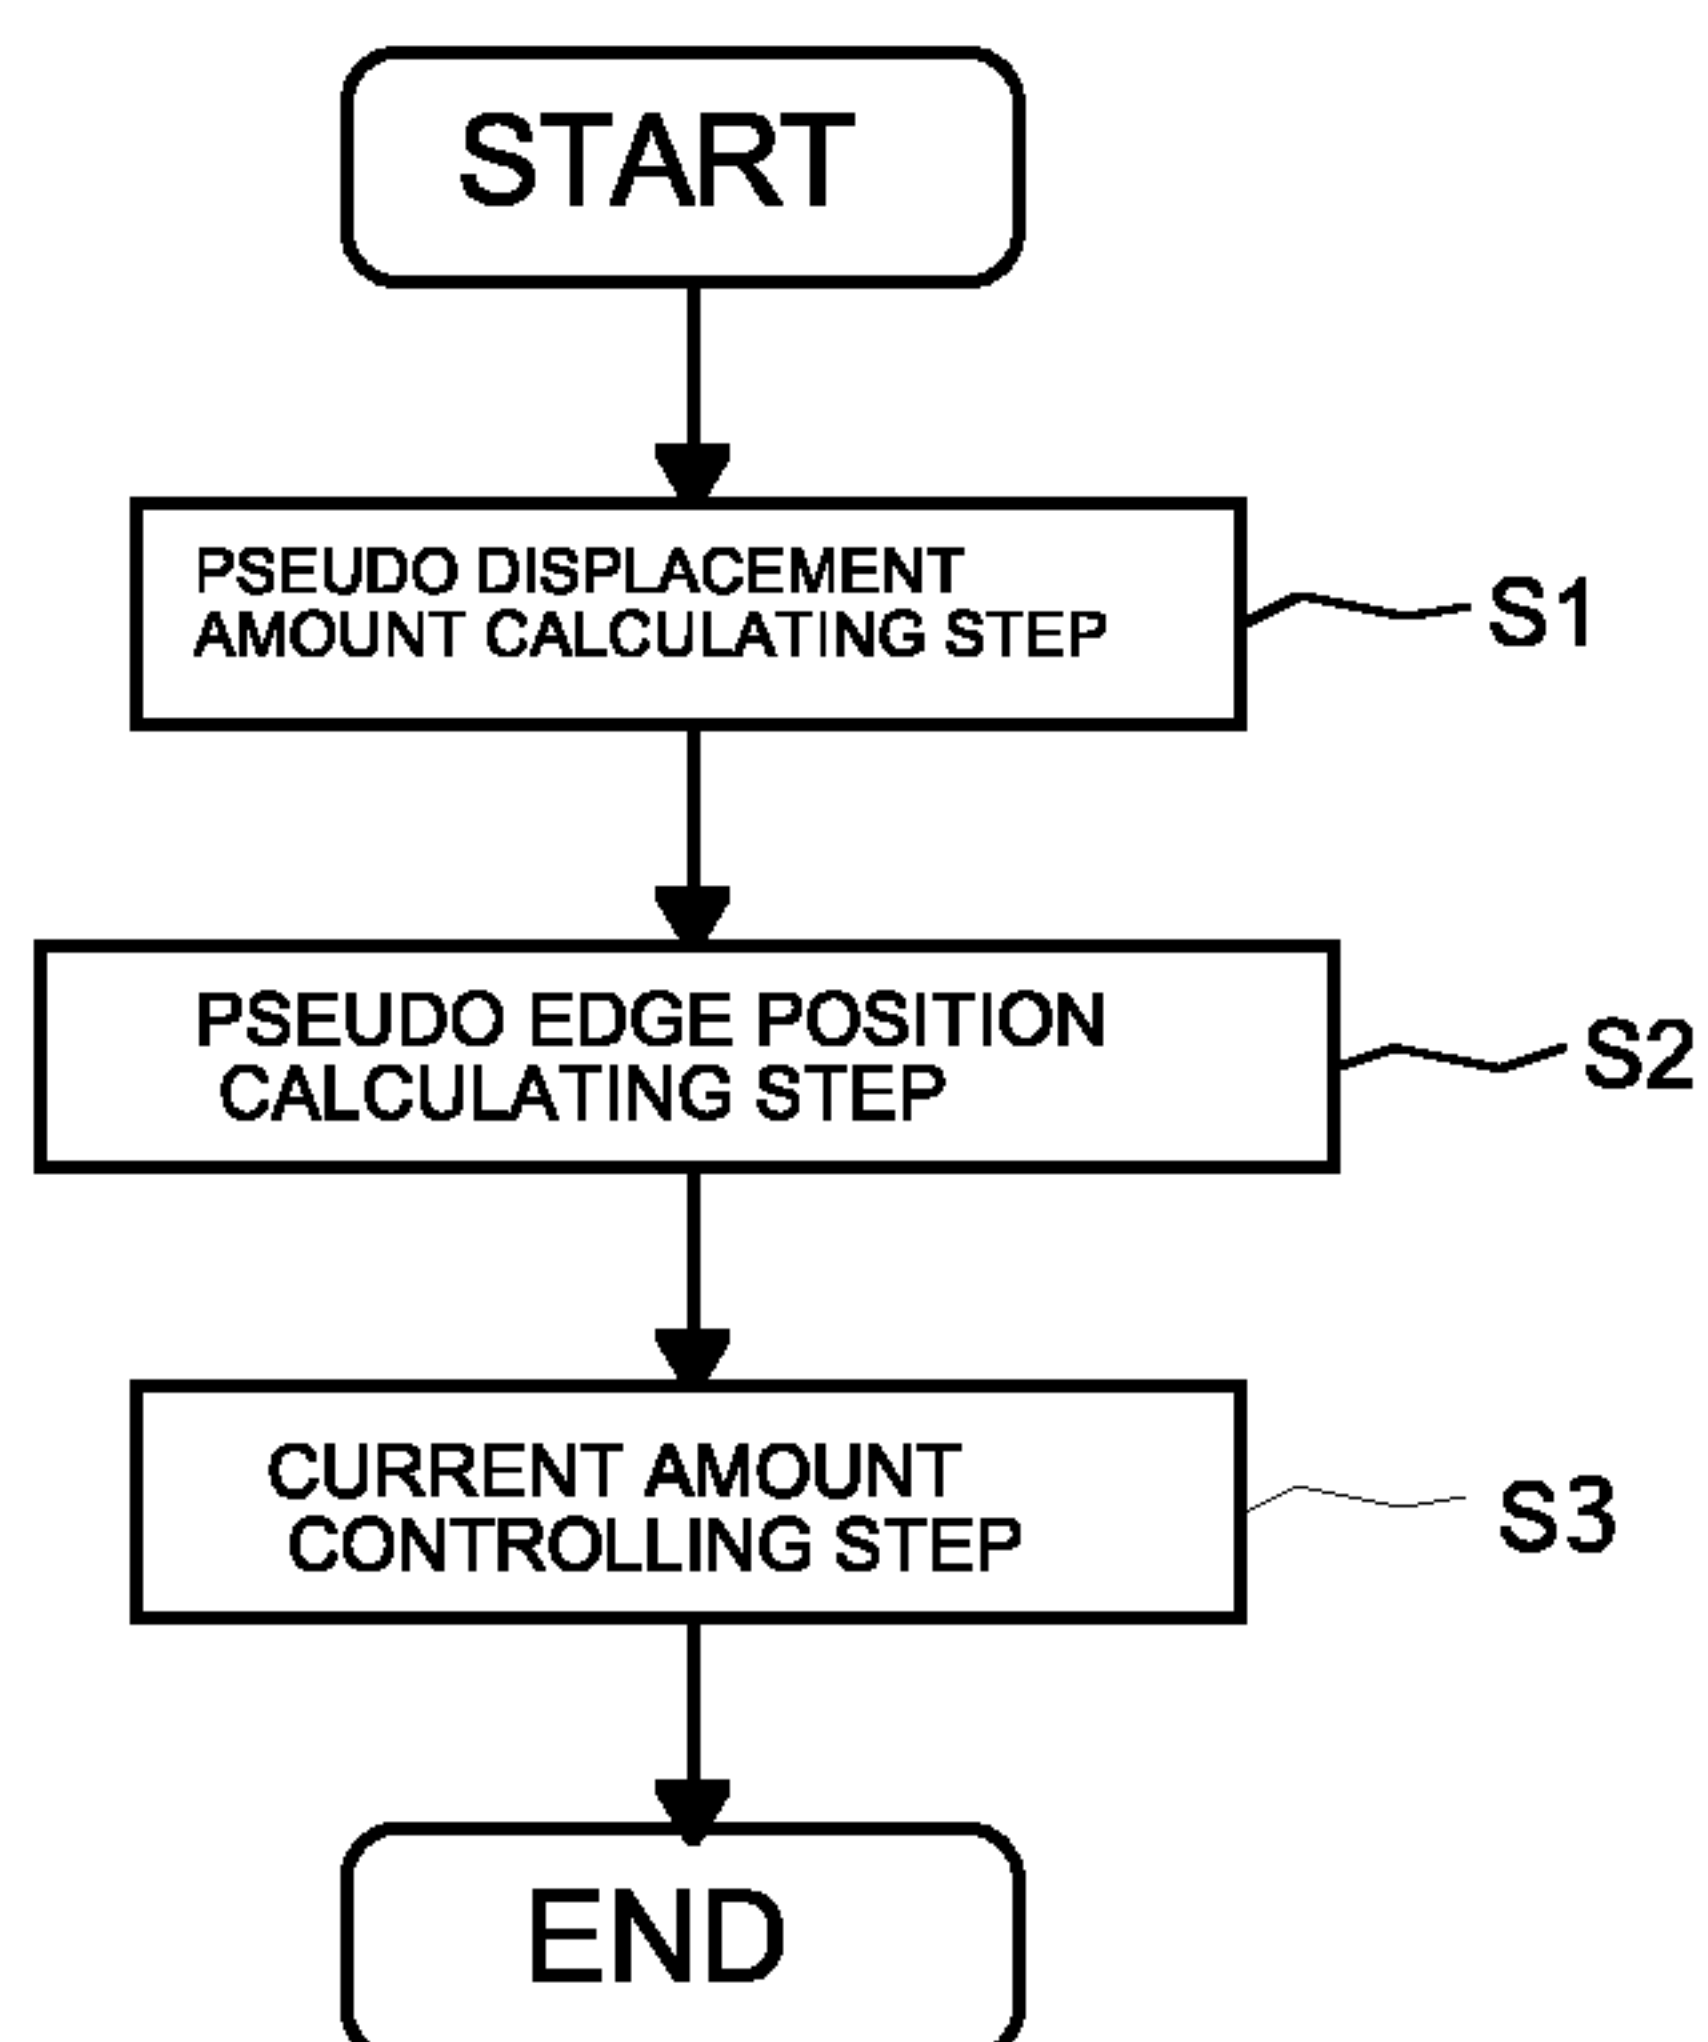 START
PSEUDO DISPLACEMENT
AMOUNT CALCULATING STEP
S1
PSEUDO EDGE POSITION
CALCULATING STEP
S2
CURRENT AMOUNT
CONTROLLING STEP
S3
END